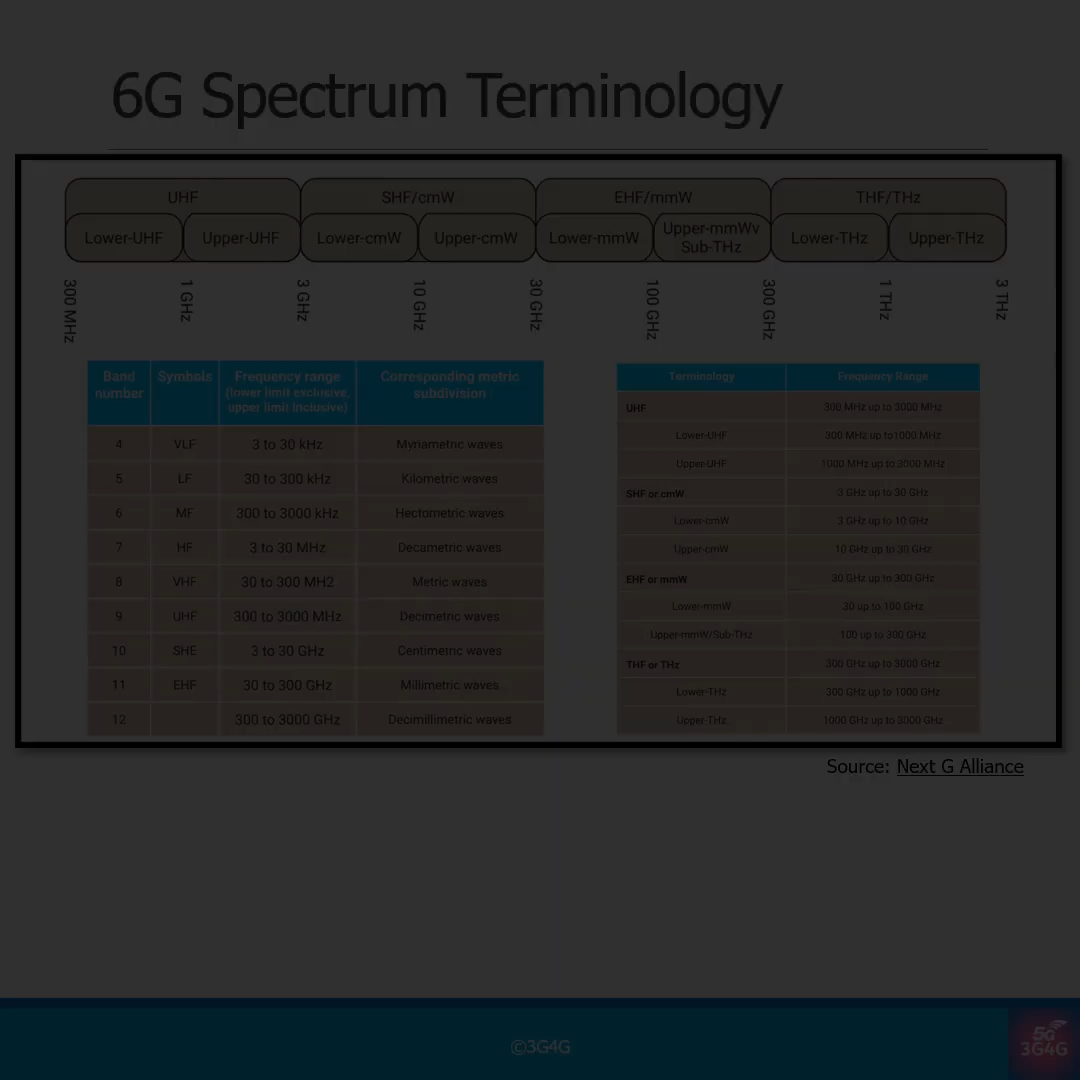 6G Spectrum Terminology
UHF SHF/cmW EHF/mmW THF/THz
Lower-UHF Upper-UHF Lower-cmW Upper-cmW Lower-mmW Upper-mmWv Sub-THz Lower-THz Upper-THz
300 MHz 1 GHz 3 GHz 10 GHz 30 GHz 100 GHz 300 GHz 1 THz 3 THz
Band number Symbols Frequency range (lower limit exclusive, upper limit inclusive) Corresponding metric subdivision
4 VLF 3 to 30 kHz Myriametric waves
5 LF 30 to 300 kHz Kilometric waves
6 MF 300 to 3000 kHz Hectometric waves
7 HF 3 to 30 MHz Decametric waves
8 VHF 30 to 300 MH2 Metric waves
9 UHF 300 to 3000 MHz Decimetric waves
10 SHE 3 to 30 GHz Centimetric waves
11 EHF 30 to 300 GHz Millimetric waves
12 300 to 3000 GHz Decimillimetric waves
Terminology Frequency Range
UHF 300 MHz up to 3000 MHz
Lower-UHF 300 MHz up to1000 MHz
Upper-UHF 1000 MHz up to 3000 MHz
SHF or cmW 3 GHz up to 30 GHz
Lower-cmW 3 GHz up to 10 GHz
Upper-cmW 10 GHz up to 30 GHz
EHF or mmW 30 GHz up to 300 GHz
Lower-mmW 30 up to 100 GHz
Upper-mmW/Sub-THz 100 up to 300 GHz
THF or THz 300 GHz up to 3000 GHz
Lower-THz 300 GHz up to 1000 GHz
Upper-THz 1000 GHz up to 3000 GHz
Source: Next G Alliance
©3G4G
5G
3G4G